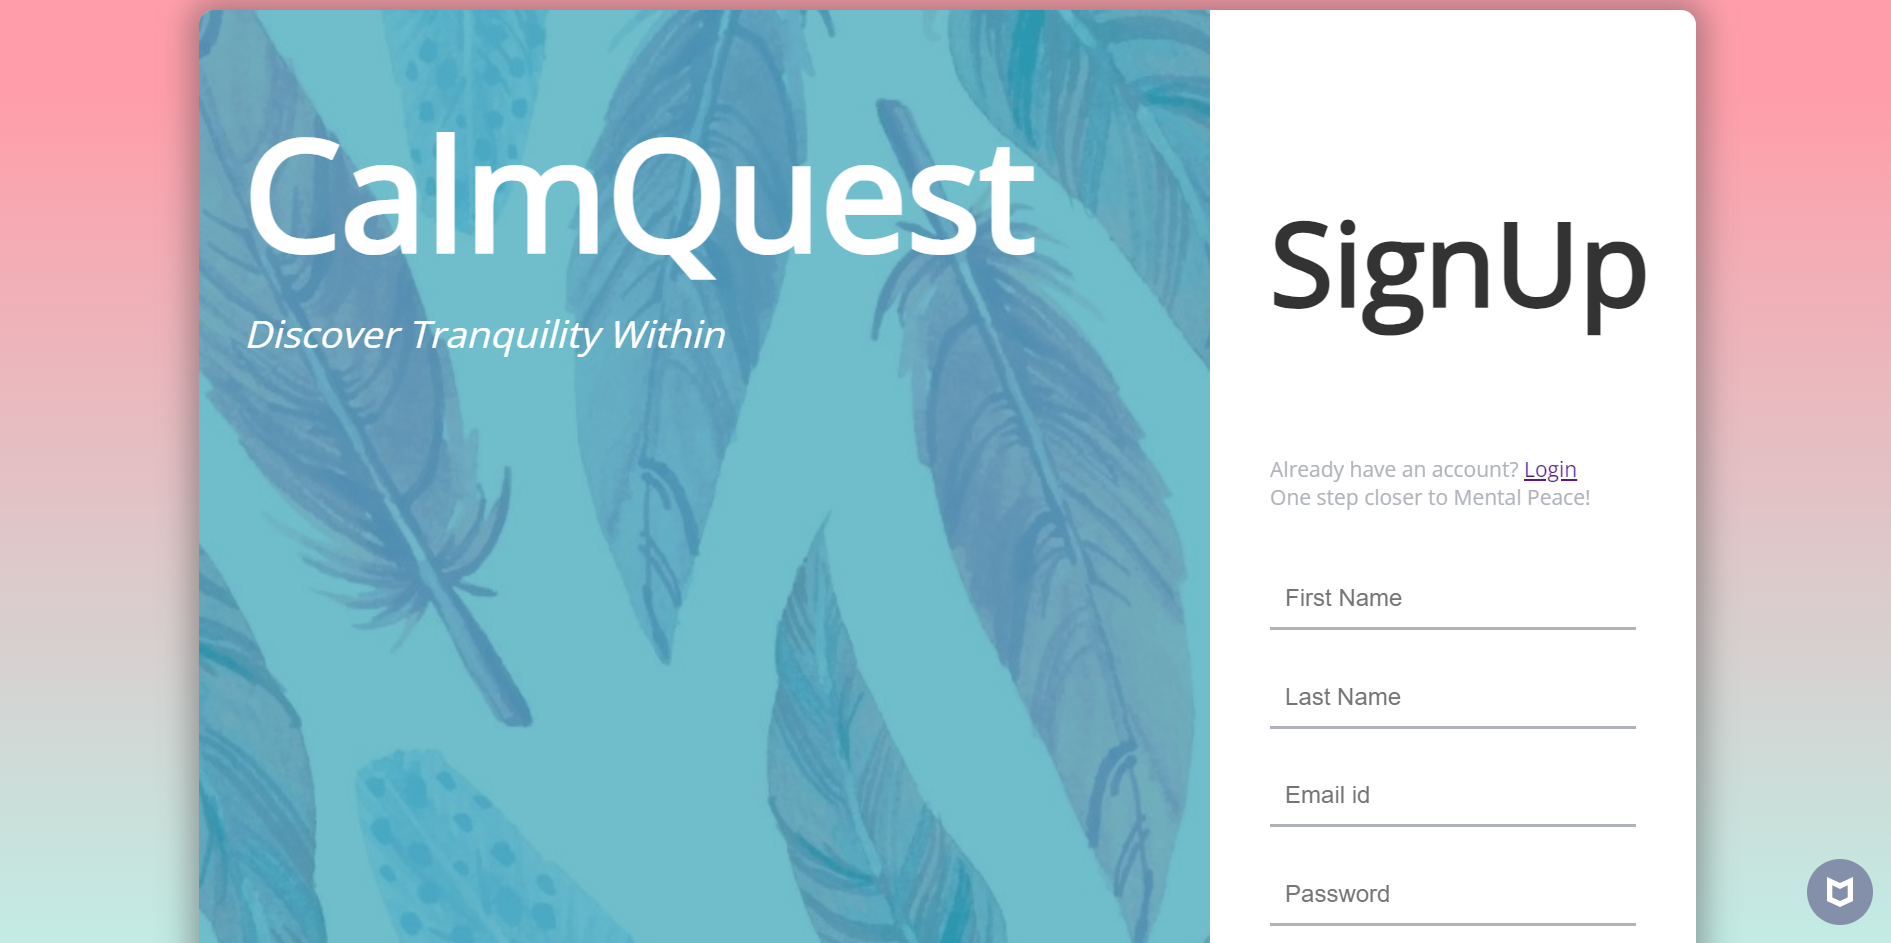 CalmQuest
Discover Tranquility Within
SignUp
Already have an account? Login
One step closer to Mental Peace!
First Name
Last Name
Email id
Password